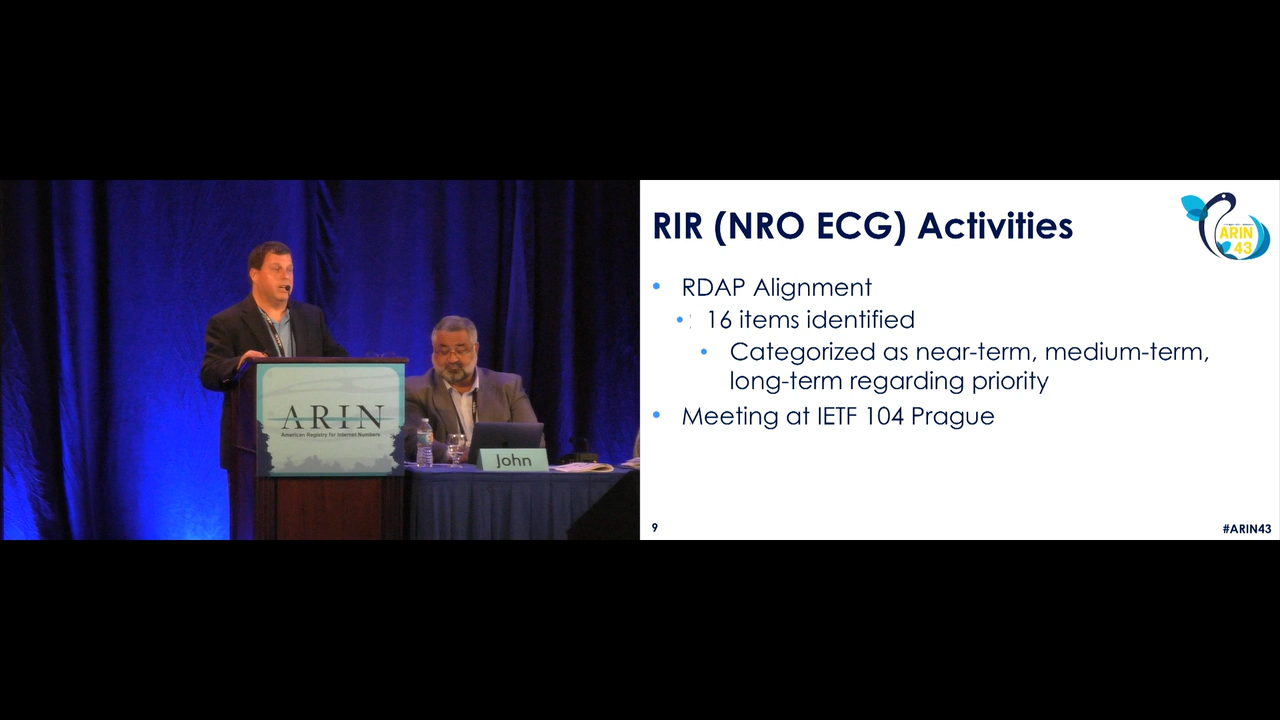 ARIN
American Registry for Internet Numbers
John
RIR (NRO ECG) Activities
ARIN
43
• RDAP Alignment
• 16 items identified
• Categorized as near-term, medium-term,
long-term regarding priority
• Meeting at IETF 104 Prague
9
#ARIN43